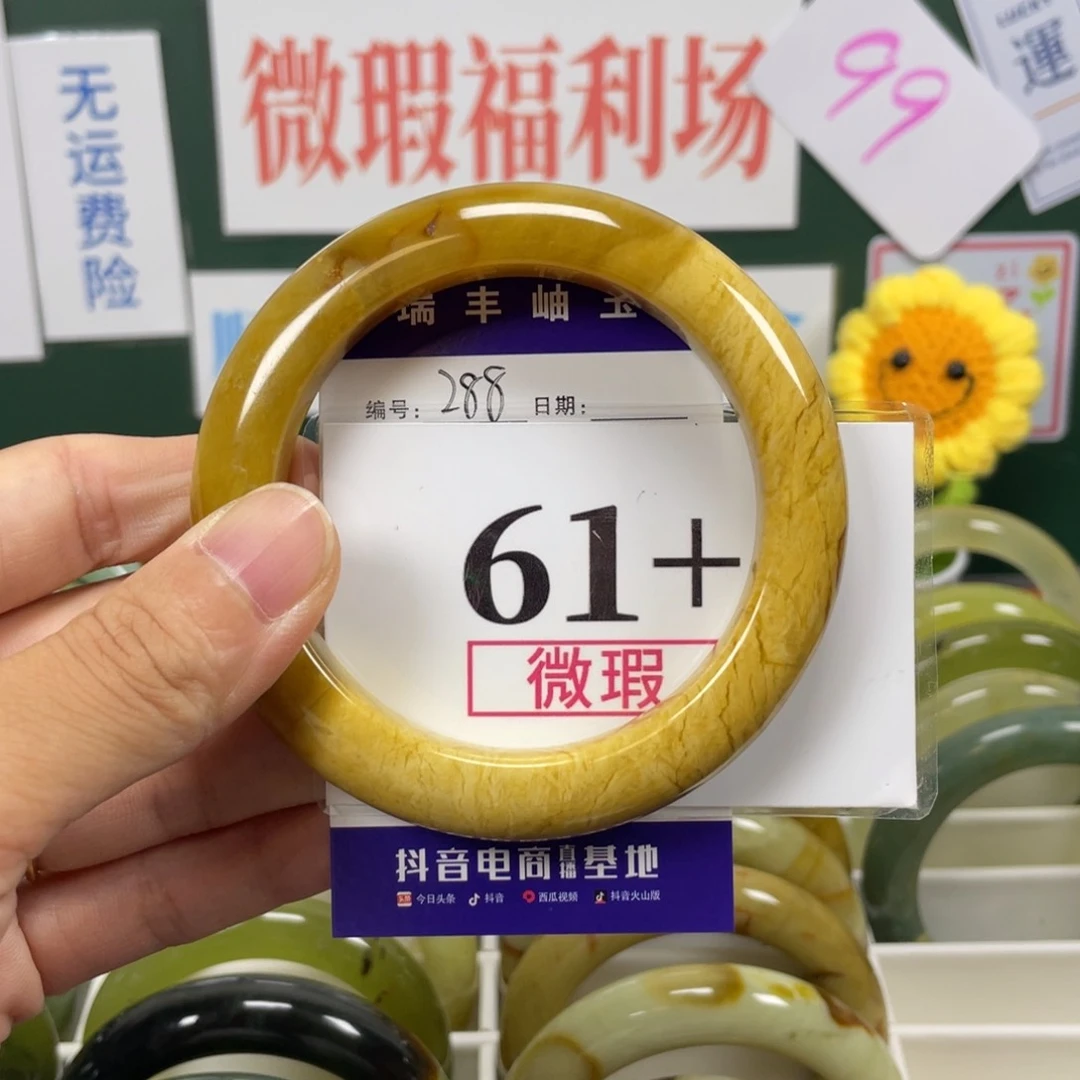 微瑕福利场
99
運
无运费险
瑞丰岫玉
编号：288 日期：
61+
微瑕
抖音电商直播基地
今日头条 抖音 西瓜视频 抖音火山版